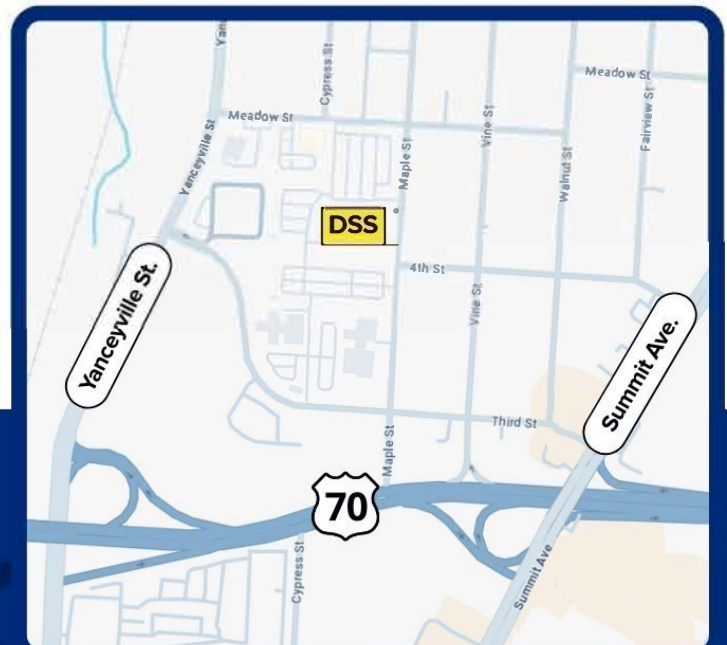 Yan
Cypress St
Meadow St
Meadow St
Yanceyville St
Maple St
Vine St
Walnut St
Fairview St
DSS
4th St
Yanceyville St.
Vine St
Summit Ave.
Third St
Maple St
70
Cypress St
Summit Ave